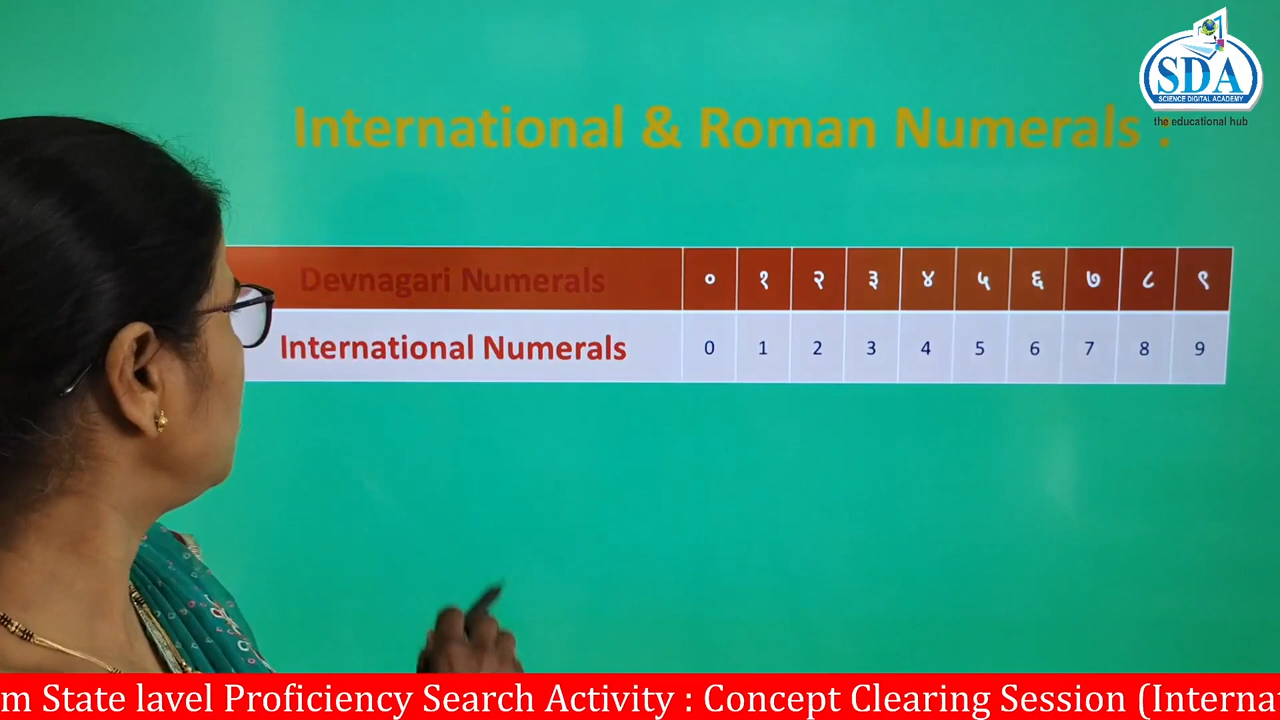 SDA
SCIENCE DIGITAL ACADEMY
the educational hub
International & Roman Numerals :
Devnagari Numerals ० १ २ ३ ४ ५ ६ ७ ८ ९
International Numerals 0 1 2 3 4 5 6 7 8 9
m State lavel Proficiency Search Activity : Concept Clearing Session (Interna